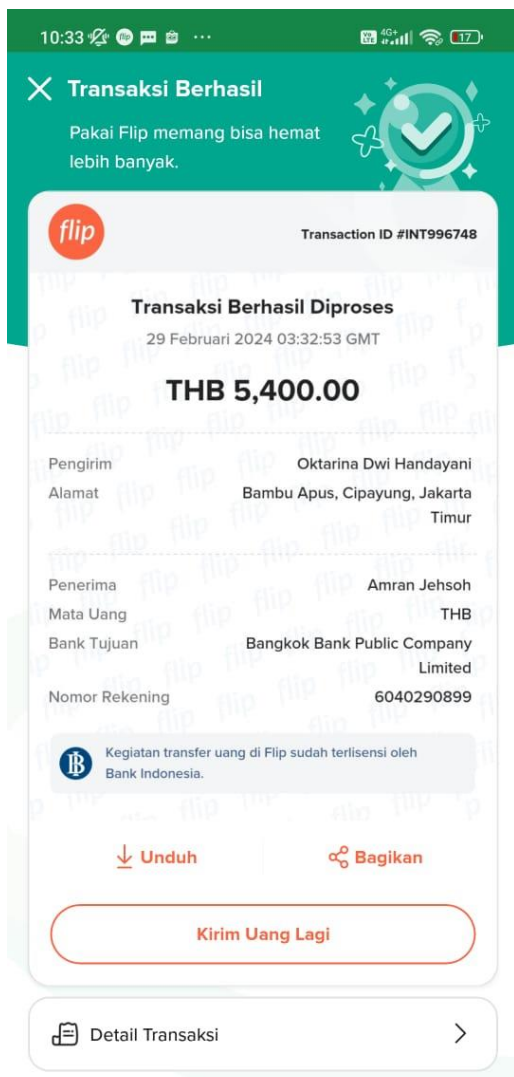 10:33
4G+
17
Transaksi Berhasil
Pakai Flip memang bisa hemat
lebih banyak.
flip
Transaction ID #INT996748
Transaksi Berhasil Diproses
29 Februari 2024 03:32:53 GMT
THB 5,400.00
Pengirim Oktarina Dwi Handayani
Alamat Bambu Apus, Cipayung, Jakarta
Timur
Penerima Amran Jehsoh
Mata Uang THB
Bank Tujuan Bangkok Bank Public Company
Limited
Nomor Rekening 6040290899
Kegiatan transfer uang di Flip sudah terlisensi oleh
Bank Indonesia.
Unduh
Bagikan
Kirim Uang Lagi
Detail Transaksi